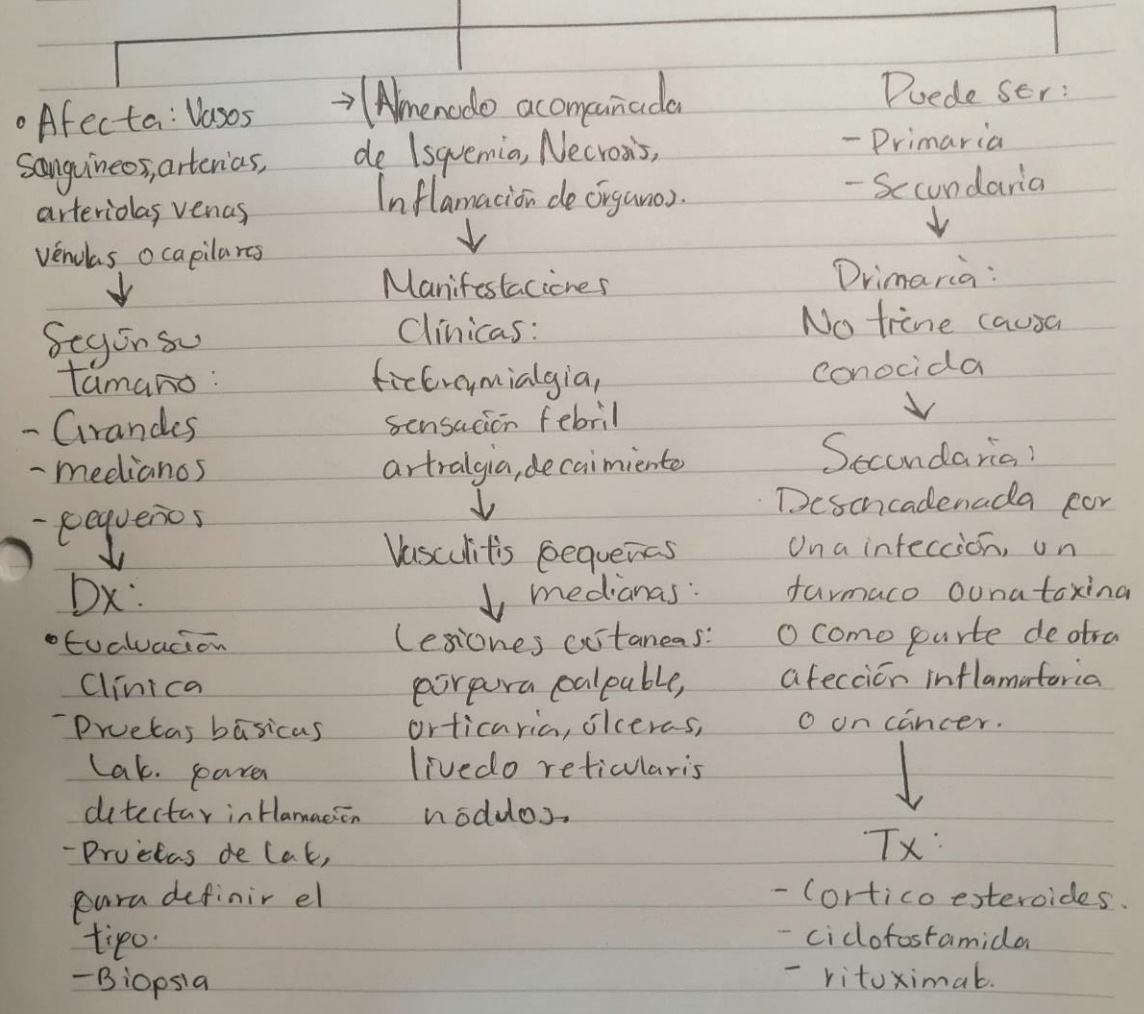 • Afecta: Vasos
sanguíneos, arterias,
arteriolas, venas,
vénulas o capilares
↓
Según su
tamaño:
- Grandes
- medianos
- pequeños
↓
Dx:
• Evaluación
Clínica
- Pruebas básicas
lab. para
detectar inflamación
- Pruebas de lab,
para definir el
tipo.
- Biopsia
→ Almenudo acompañada
de Isquemia, Necrosis,
Inflamación de órganos.
↓
Manifestaciones
Clínicas:
fiebre, mialgia,
sensación febril
artralgia, decaimiento
↓
Vasculitis pequeñas
medianas:
↓
Lesiones cutaneas:
púrpura palpable,
urticaria, úlceras,
livedo reticularis
nódulos.
Puede ser:
- Primaria
- Secundaria
↓
Primaria:
No tiene causa
conocida
↓
Secundaria:
Desencadenada por
una infección, un
farmaco o una toxina
o como parte de otra
afección inflamatoria
o un cáncer.
↓
Tx:
- Cortico esteroides.
- ciclofosfamida
- rituximab.